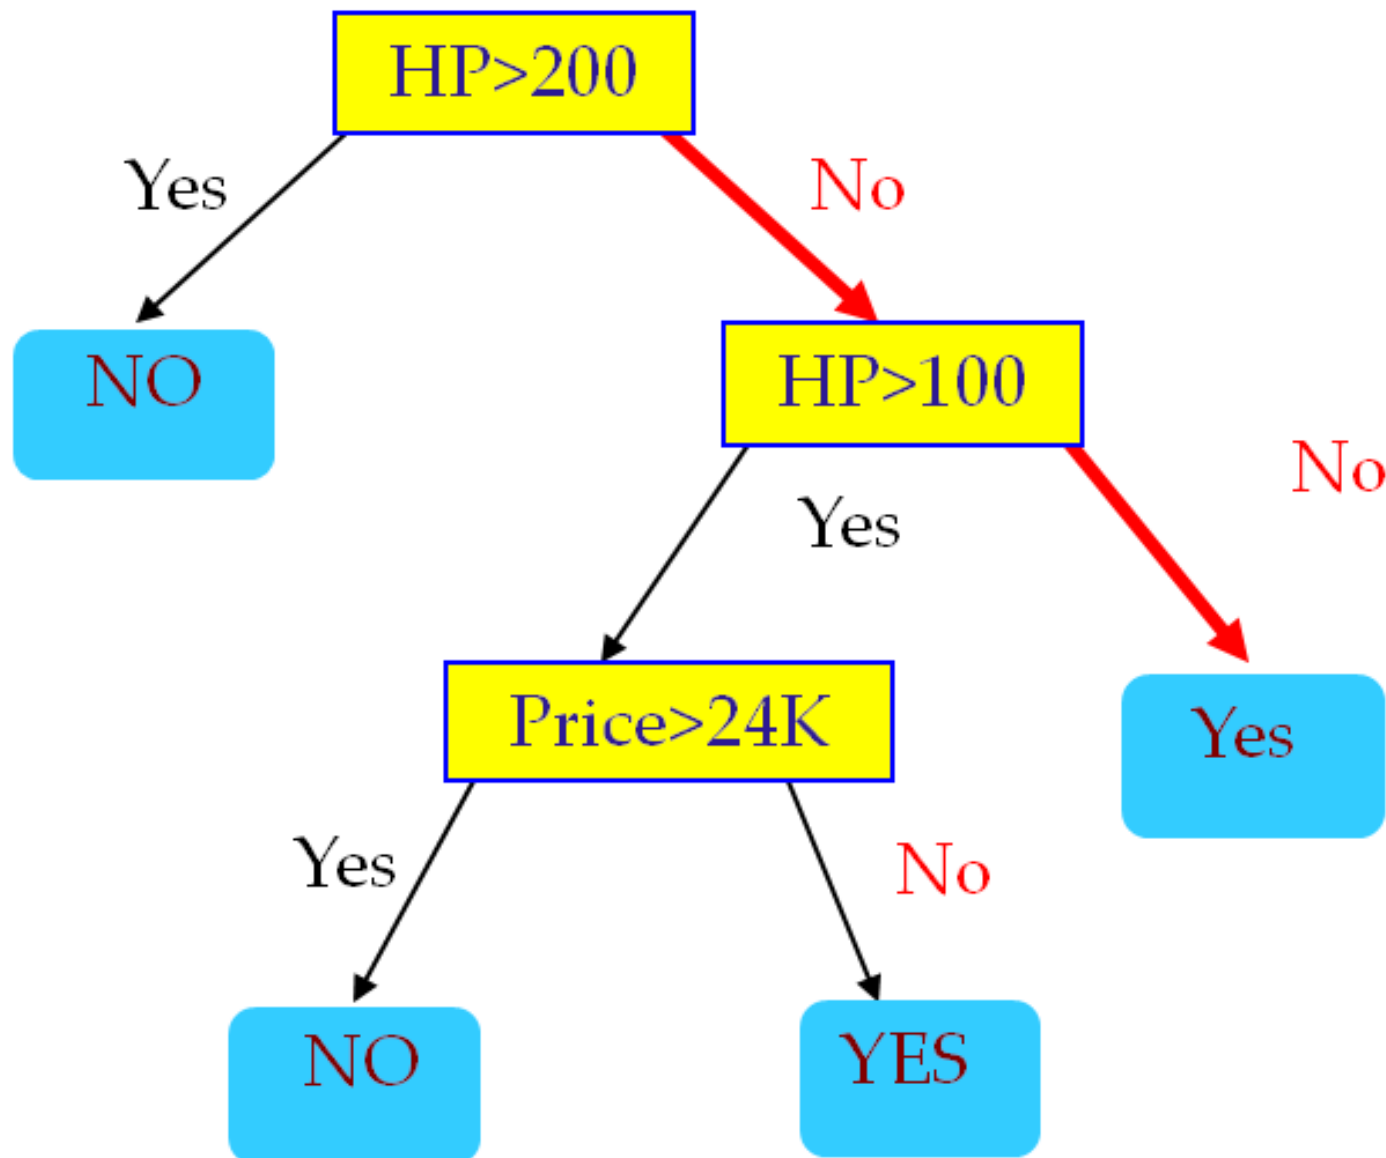 HP>200
Yes
No
NO
HP>100
No
Yes
Price>24K
Yes
Yes
No
NO
YES